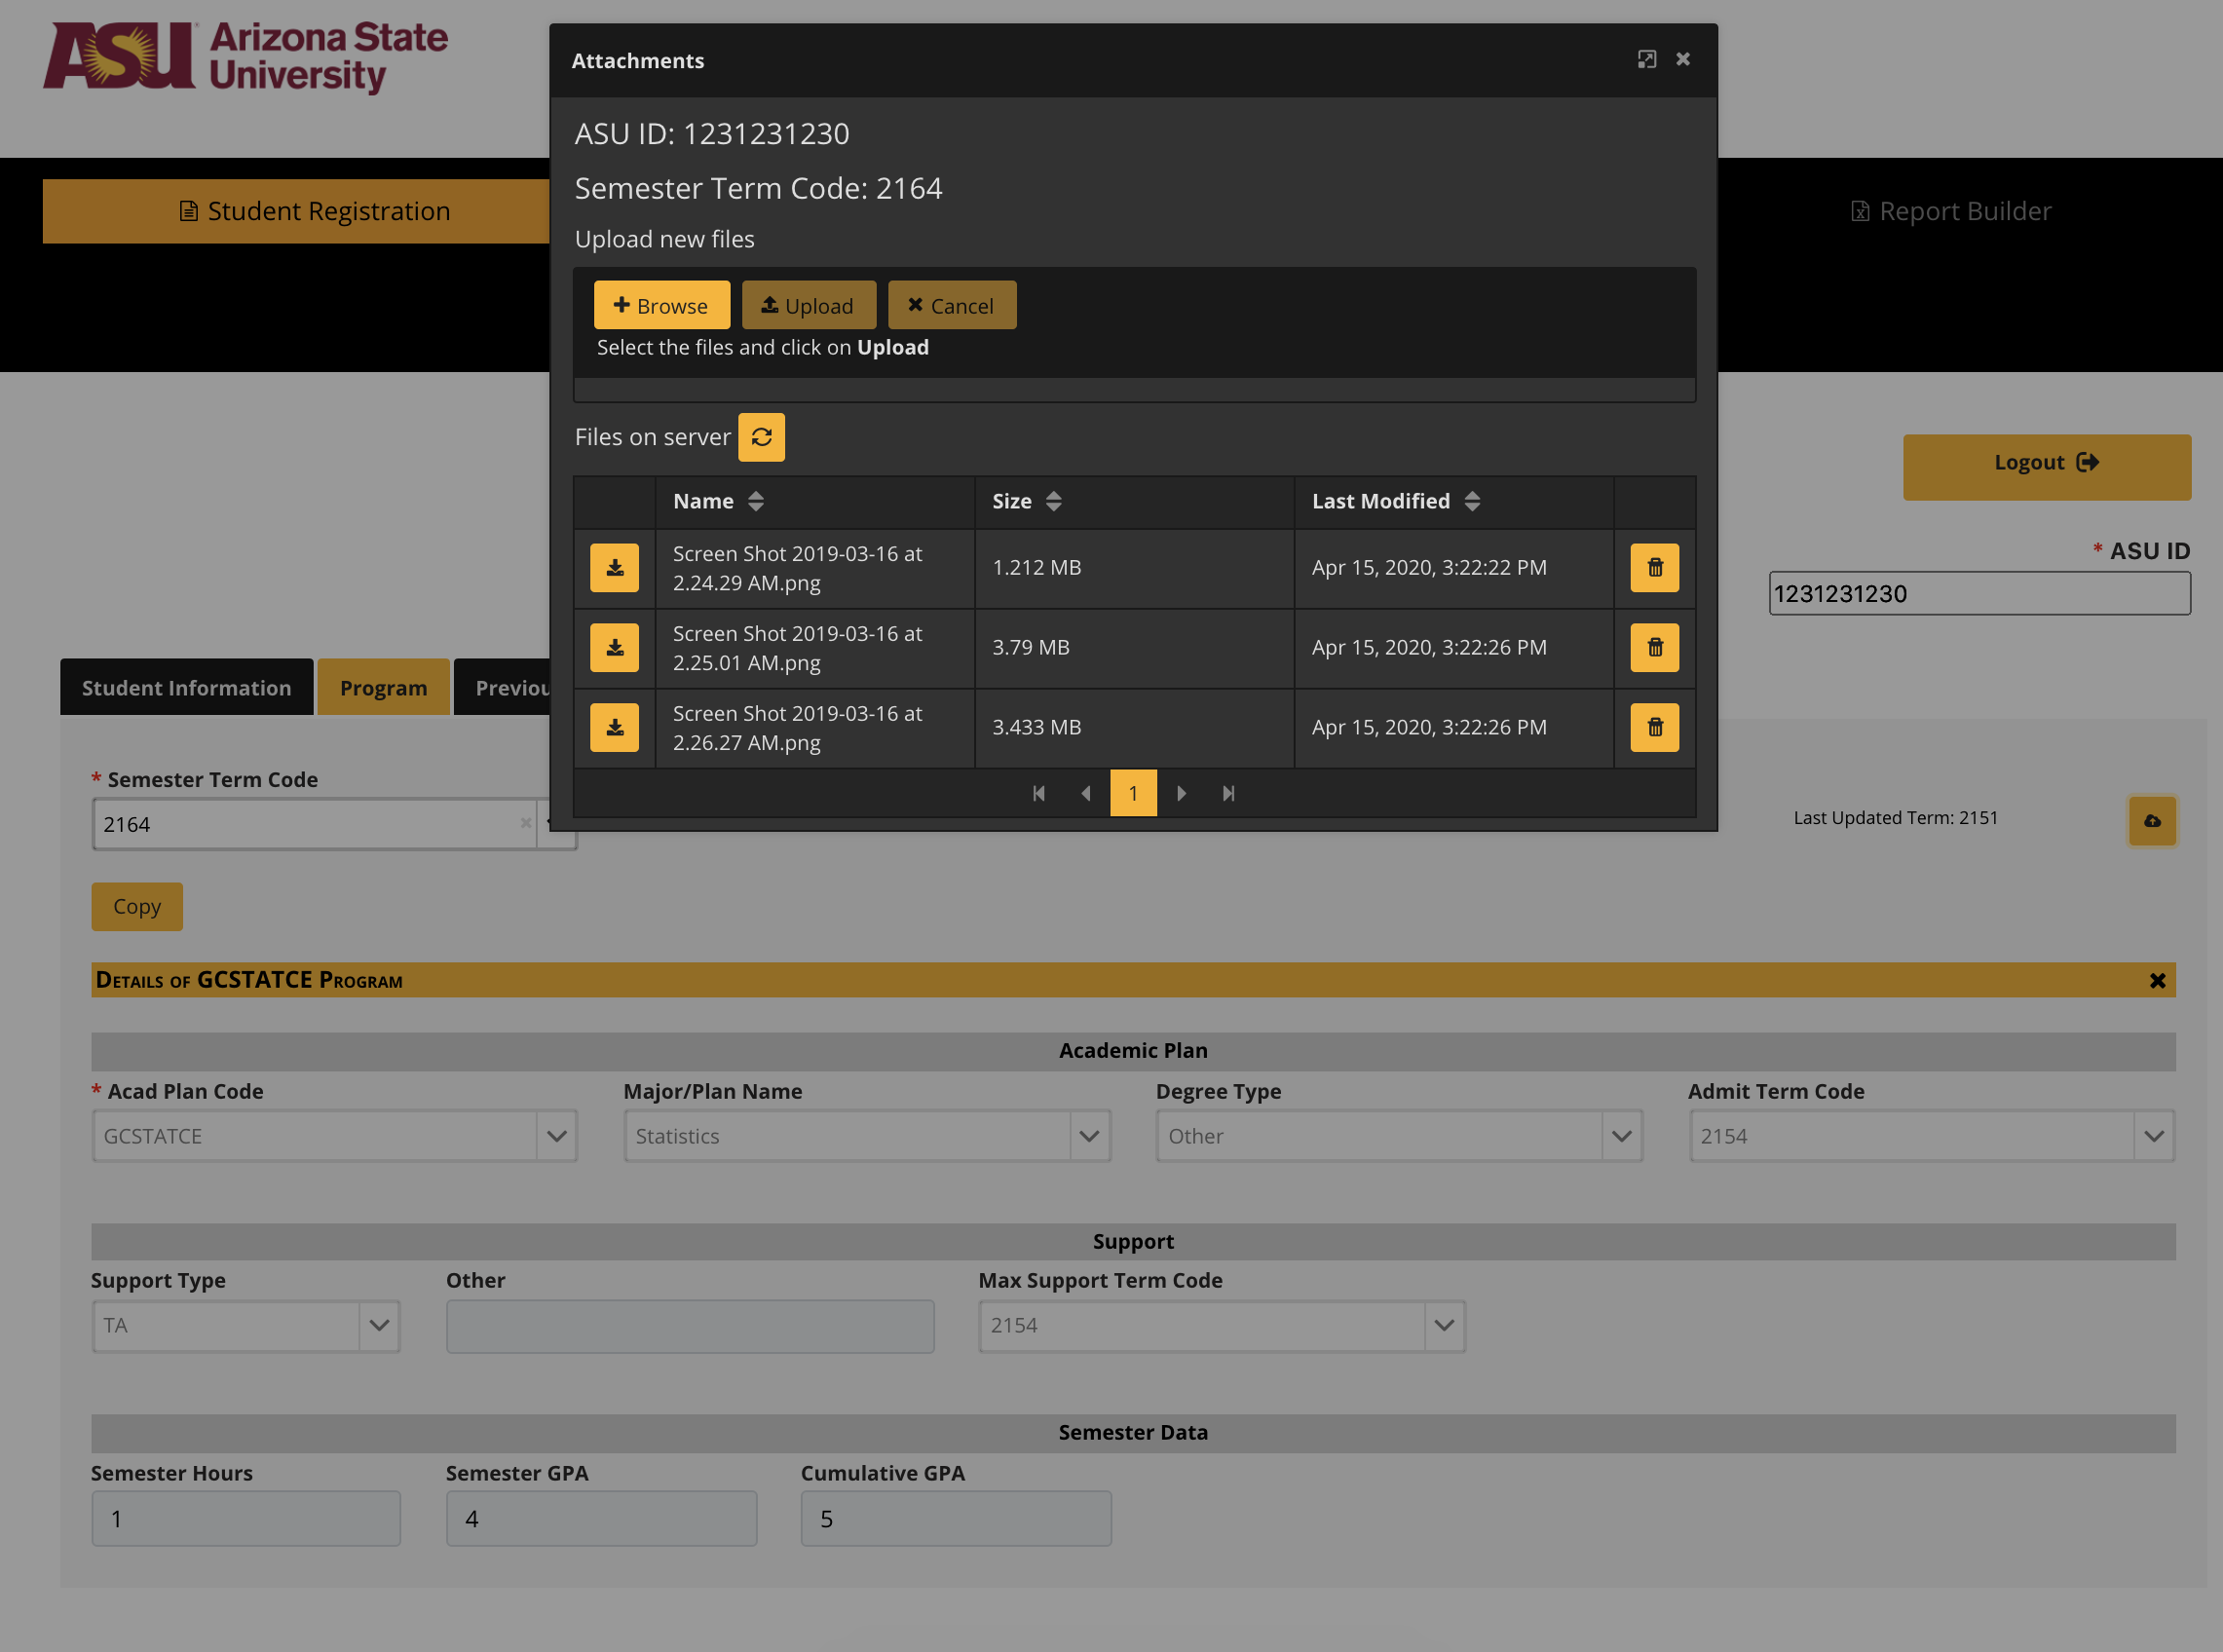 ASU Arizona State
University
Attachments
ASU ID: 1231231230
Semester Term Code: 2164
Student Registration
Report Builder
Upload new files
Browse Upload Cancel
Select the files and click on Upload
Files on server
Logout
Name Size Last Modified
* ASU ID
1231231230
Screen Shot 2019-03-16 at
2.24.29 AM.png
1.212 MB
Apr 15, 2020, 3:22:22 PM
Screen Shot 2019-03-16 at
2.25.01 AM.png
3.79 MB
Apr 15, 2020, 3:22:26 PM
Screen Shot 2019-03-16 at
2.26.27 AM.png
3.433 MB
Apr 15, 2020, 3:22:26 PM
1
Student Information Program Previou
* Semester Term Code
2164
Last Updated Term: 2151
Copy
Details of GCSTATCE Program
Academic Plan
* Acad Plan Code Major/Plan Name Degree Type Admit Term Code
GCSTATCE Statistics Other 2154
Support
Support Type Other Max Support Term Code
TA 2154
Semester Data
Semester Hours Semester GPA Cumulative GPA
1 4 5